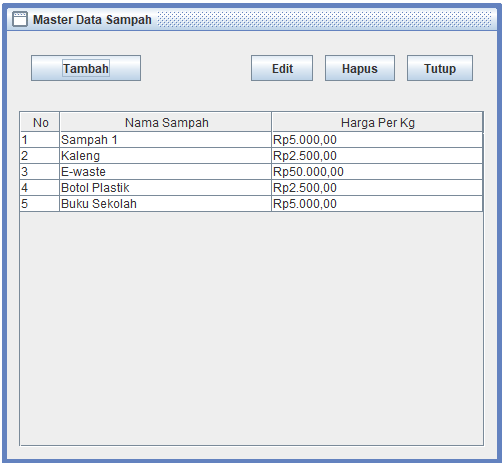 Master Data Sampah
Tambah Edit Hapus Tutup
No Nama Sampah Harga Per Kg
1 Sampah 1 Rp5.000,00
2 Kaleng Rp2.500,00
3 E-waste Rp50.000,00
4 Botol Plastik Rp2.500,00
5 Buku Sekolah Rp5.000,00